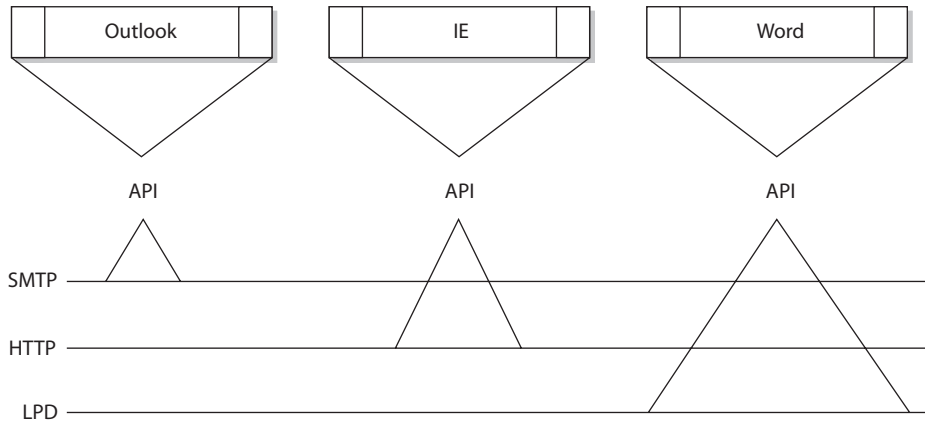 Outlook
IE
Word
API
API
API
SMTP
HTTP
LPD